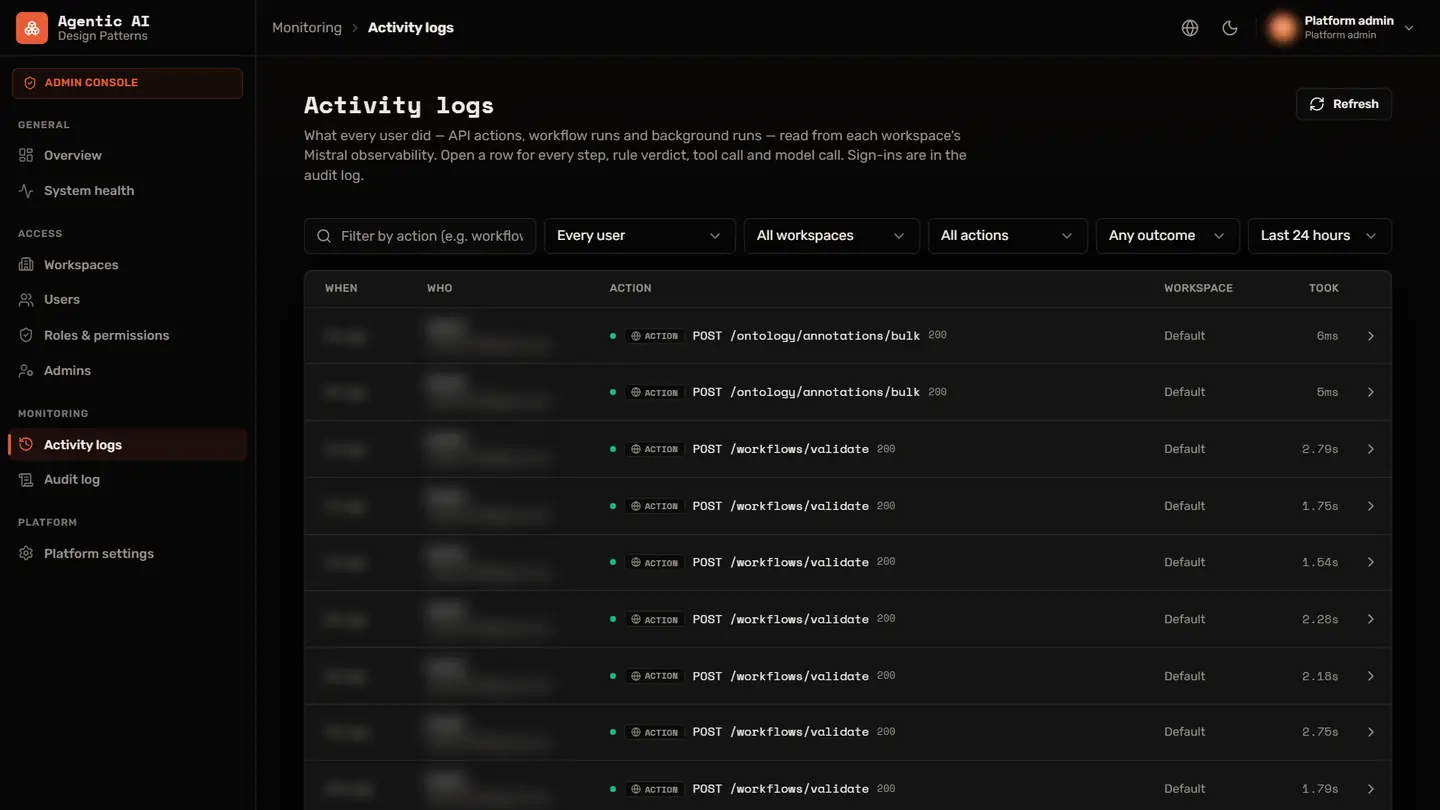 Agentic AI
Design Patterns
Monitoring > Activity logs
Platform admin
Platform admin
ADMIN CONSOLE
GENERAL
Overview
System health
ACCESS
Workspaces
Users
Roles & permissions
Admins
MONITORING
Activity logs
Audit log
PLATFORM
Platform settings
Activity logs
Refresh
What every user did — API actions, workflow runs and background runs — read from each workspace's
Mistral observability. Open a row for every step, rule verdict, tool call and model call. Sign-ins are in the
audit log.
Filter by action (e.g. workflov
Every user
All workspaces
All actions
Any outcome
Last 24 hours
WHEN WHO ACTION WORKSPACE TOOK
ACTION POST /ontology/annotations/bulk 200 Default 6ms
ACTION POST /ontology/annotations/bulk 200 Default 5ms
ACTION POST /workflows/validate 200 Default 2.79s
ACTION POST /workflows/validate 200 Default 1.75s
ACTION POST /workflows/validate 200 Default 1.54s
ACTION POST /workflows/validate 200 Default 2.28s
ACTION POST /workflows/validate 200 Default 2.18s
ACTION POST /workflows/validate 200 Default 2.75s
ACTION POST /workflows/validate 200 Default 1.79s